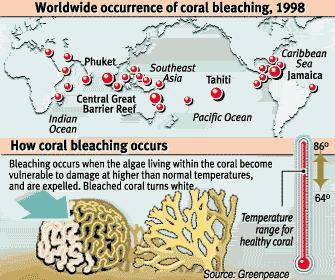 Worldwide occurrence of coral bleaching, 1998
Phuket
Southeast
Asia
Tahiti
Caribbean
Sea
Jamaica
Central Great
Barrier Reef
Indian
Ocean
Pacific Ocean
How coral bleaching occurs
Bleaching occurs when the algae living within the coral become
vulnerable to damage at higher than normal temperatures,
and are expelled. Bleached coral turns white.
86º
64º
Temperature
range for
healthy coral
Source: Greenpeace